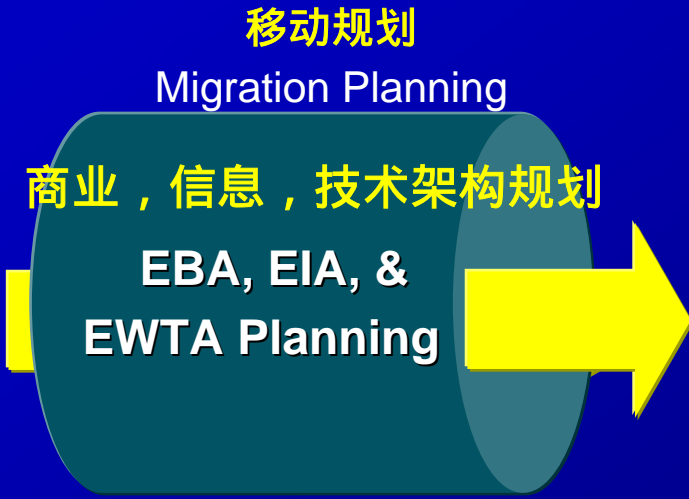 移动规划
Migration Planning
商业，信息，技术架构规划
EBA, EIA, &
EWTA Planning